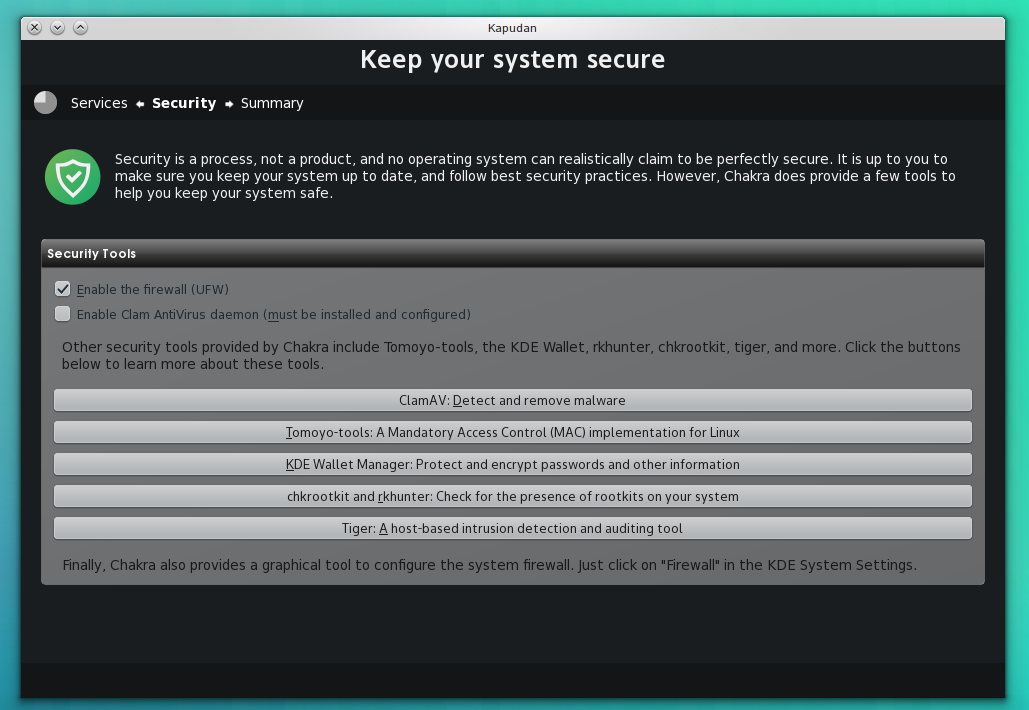 Kapudan
Keep your system secure
Services Security Summary
Security is a process, not a product, and no operating system can realistically claim to be perfectly secure. It is up to you to
make sure you keep your system up to date, and follow best security practices. However, Chakra does provide a few tools to
help you keep your system safe.
Security Tools
Enable the firewall (UFW)
Enable Clam AntiVirus daemon (must be installed and configured)
Other security tools provided by Chakra include Tomoyo-tools, the KDE Wallet, rkhunter, chkrootkit, tiger, and more. Click the buttons
below to learn more about these tools.
ClamAV: Detect and remove malware
Tomoyo-tools: A Mandatory Access Control (MAC) implementation for Linux
KDE Wallet Manager: Protect and encrypt passwords and other information
chkrootkit and rkhunter: Check for the presence of rootkits on your system
Tiger: A host-based intrusion detection and auditing tool
Finally, Chakra also provides a graphical tool to configure the system firewall. Just click on "Firewall" in the KDE System Settings.